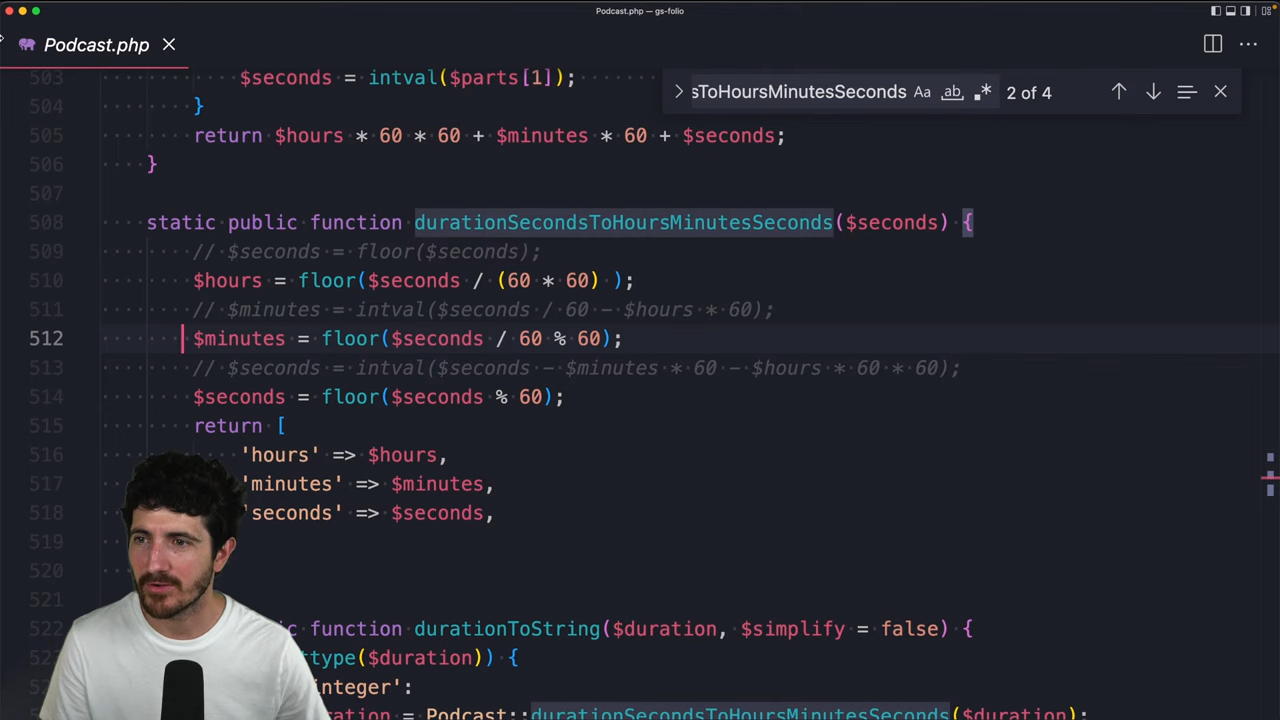 Podcast.php — gs-folio
Podcast.php
sToHoursMinutesSeconds Aa ab 2 of 4
503 $seconds = intval($parts[1]);
504 }
505 return $hours * 60 * 60 + $minutes * 60 + $seconds;
506 }
507
508 static public function durationSecondsToHoursMinutesSeconds($seconds) {
509 // $seconds = floor($seconds);
510 $hours = floor($seconds / (60 * 60) );
511 // $minutes = intval($seconds / 60 - $hours * 60);
512 $minutes = floor($seconds / 60 % 60);
513 // $seconds = intval($seconds - $minutes * 60 - $hours * 60 * 60);
514 $seconds = floor($seconds % 60);
515 return [
516 'hours' => $hours,
517 'minutes' => $minutes,
518 'seconds' => $seconds,
519
520
521
522 function durationToString($duration, $simplify = false) {
ttype($duration)) {
integer':
Podcast::durationSecondsToHoursMinutesSeconds($duration);